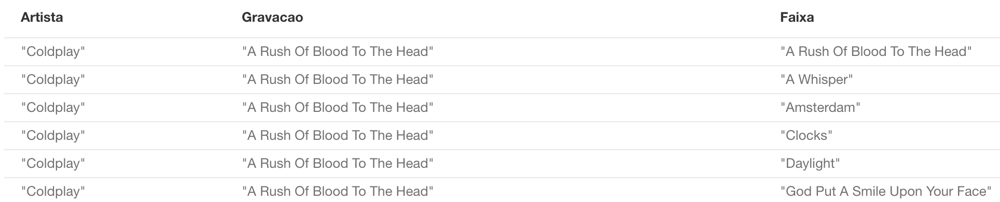 Artista Gravacao Faixa
"Coldplay" "A Rush Of Blood To The Head" "A Rush Of Blood To The Head"
"Coldplay" "A Rush Of Blood To The Head" "A Whisper"
"Coldplay" "A Rush Of Blood To The Head" "Amsterdam"
"Coldplay" "A Rush Of Blood To The Head" "Clocks"
"Coldplay" "A Rush Of Blood To The Head" "Daylight"
"Coldplay" "A Rush Of Blood To The Head" "God Put A Smile Upon Your Face"